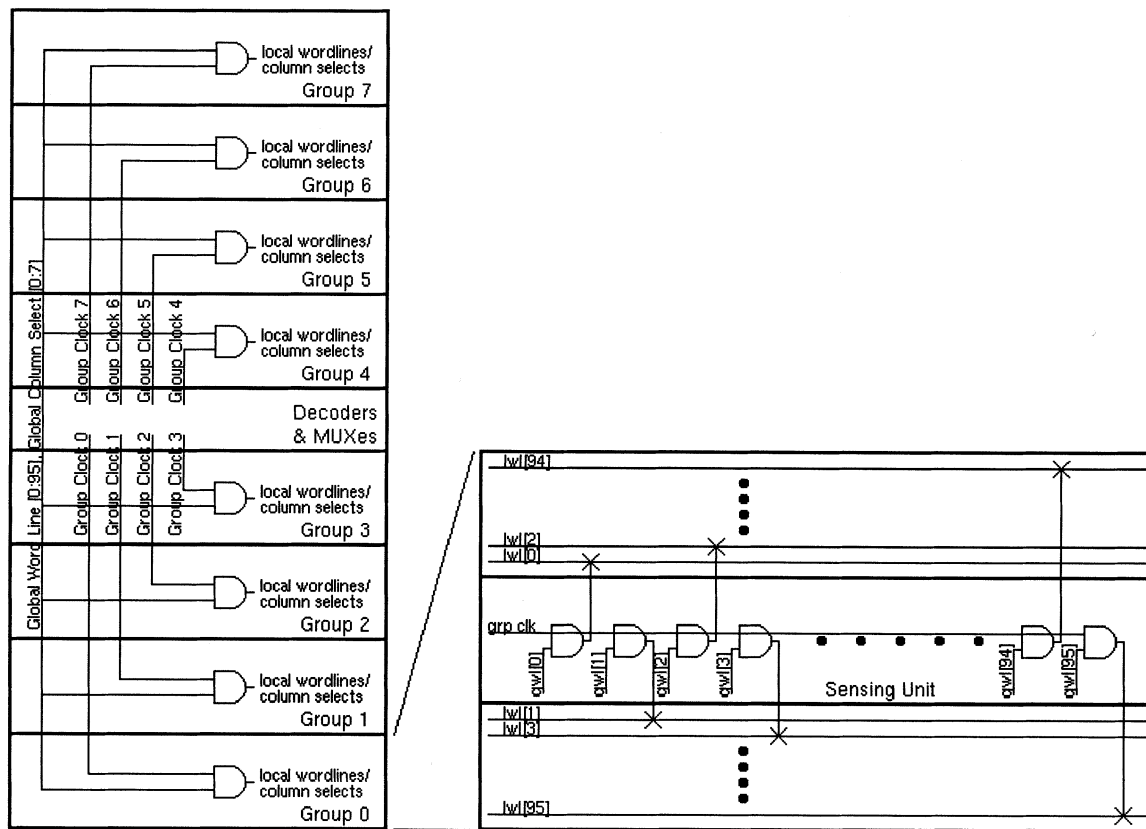 local wordlines/
column selects
Group 7
local wordlines/
column selects
Group 6
local wordlines/
column selects
Group 5
Global Word Line [0:95], Global Column Select [0:7]
Group Clock 7
Group Clock 6
Group Clock 5
Group Clock 4
local wordlines/
column selects
Group 4
Decoders
& MUXes
Group Clock 0
Group Clock 1
Group Clock 2
Group Clock 3
local wordlines/
column selects
Group 3
local wordlines/
column selects
Group 2
local wordlines/
column selects
Group 1
local wordlines/
column selects
Group 0
lwl[94]
lwl[2]
lwl[0]
grp clk
gwl[0]
gwl[1]
gwl[2]
gwl[3]
gwl[94]
gwl[95]
Sensing Unit
lwl[1]
lwl[3]
lwl[95]